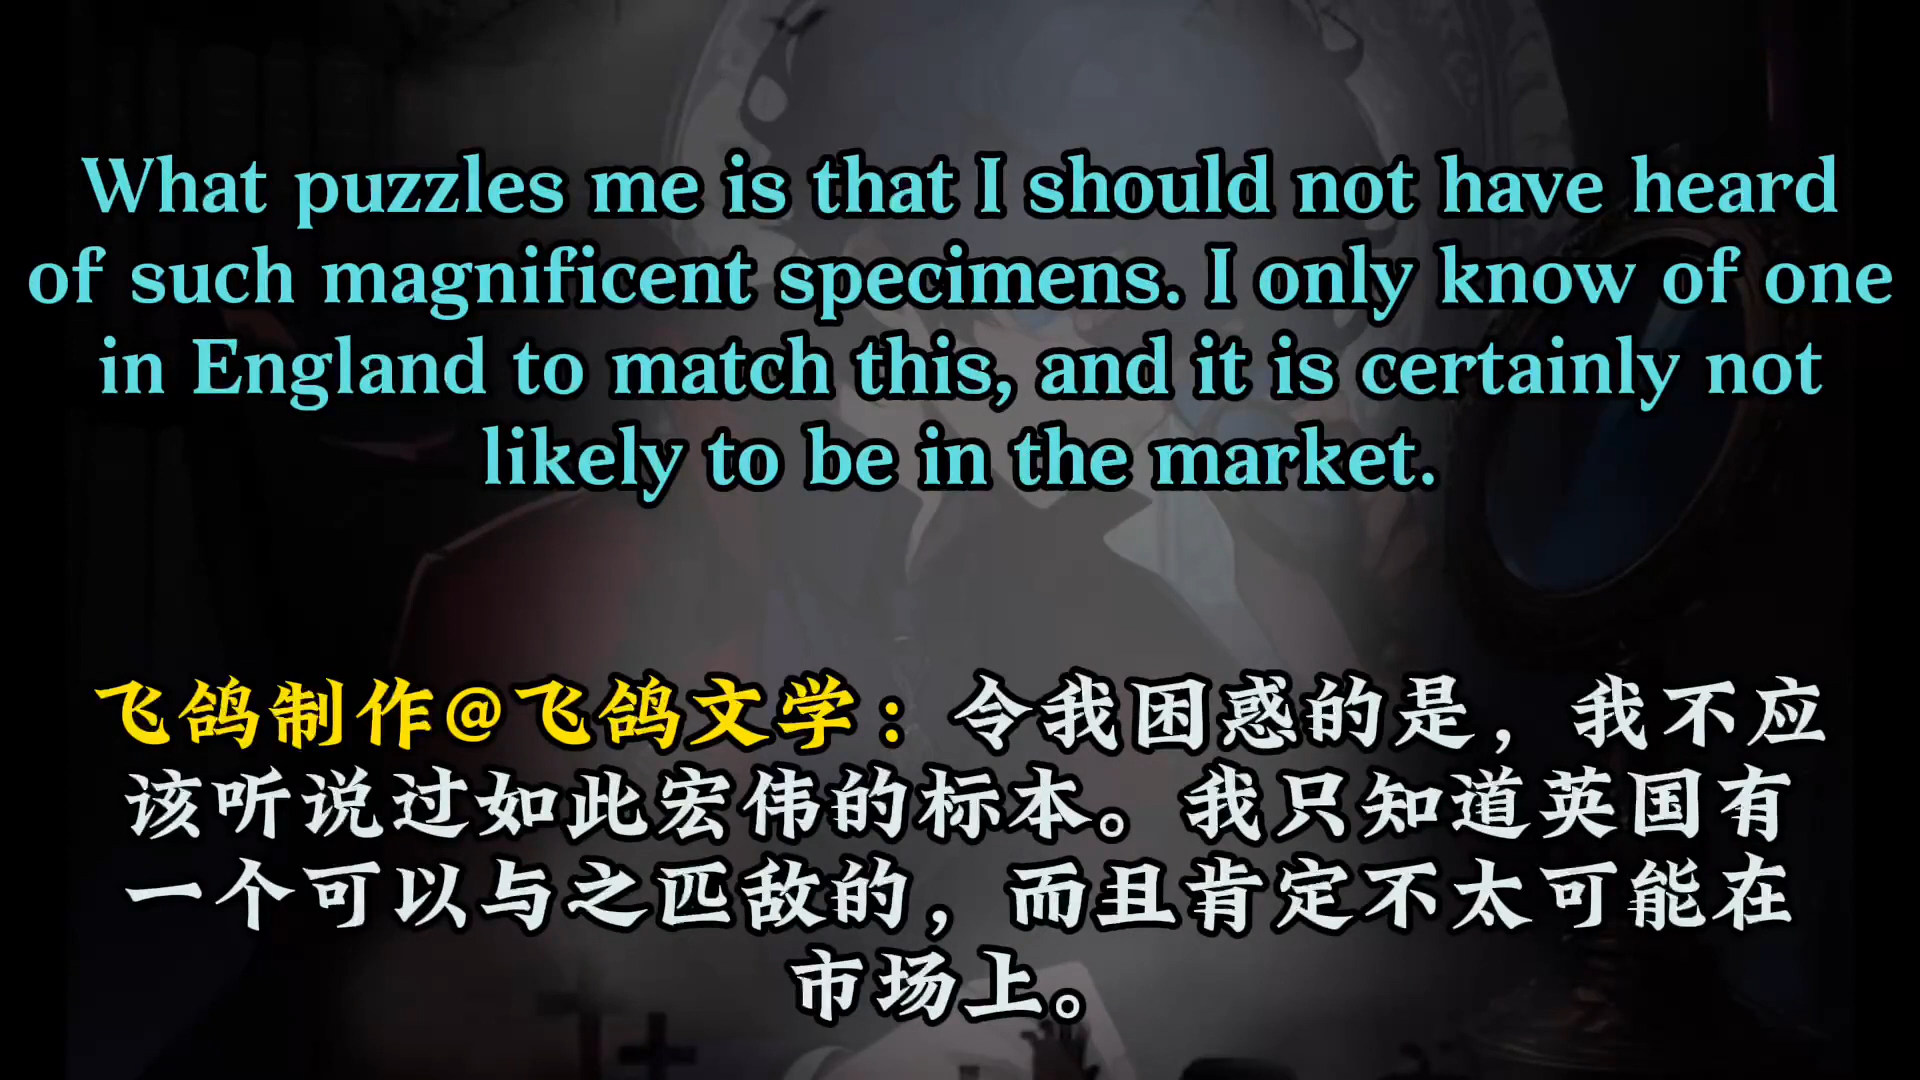 What puzzles me is that I should not have heard
of such magnificent specimens. I only know of one
in England to match this, and it is certainly not
likely to be in the market.
飞鸽制作@飞鸽文学：令我困惑的是，我不应
该听说过如此宏伟的标本。我只知道英国有
一个可以与之匹敌的，而且肯定不太可能在
市场上。